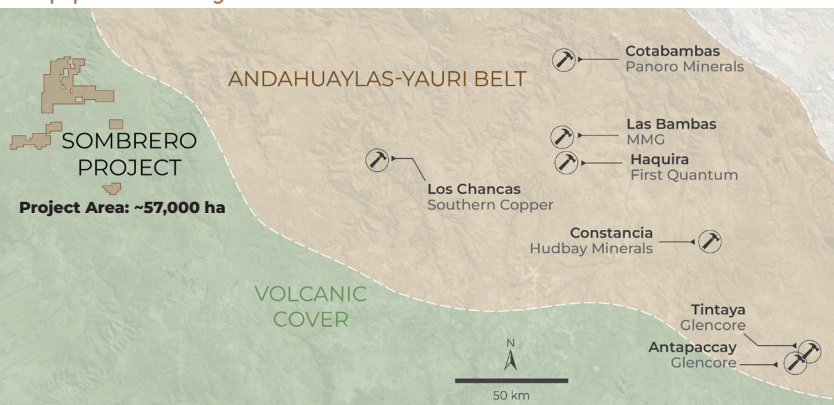 ANDAHUAYLAS-YAURI BELT
Cotabambas
Panoro Minerals
Las Bambas
MMG
Haquira
First Quantum
SOMBRERO
PROJECT
Project Area: ~57,000 ha
Los Chancas
Southern Copper
Constancia
Hudbay Minerals
VOLCANIC
COVER
Tintaya
Glencore
Antapaccay
Glencore
N
50 km